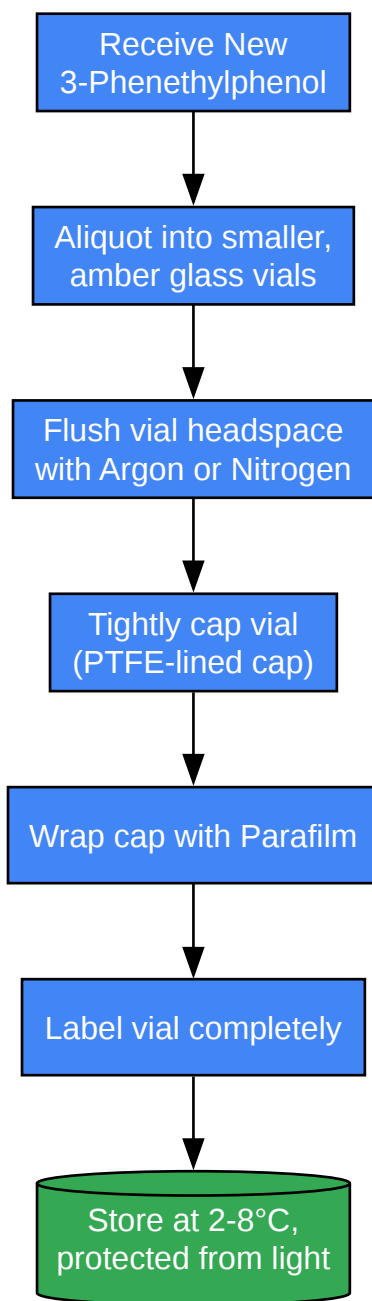 Receive New
3-Phenethylphenol
Aliquot into smaller,
amber glass vials
Flush vial headspace
with Argon or Nitrogen
Tightly cap vial
(PTFE-lined cap)
Wrap cap with Parafilm
Label vial completely
Store at 2-8°C,
protected from light